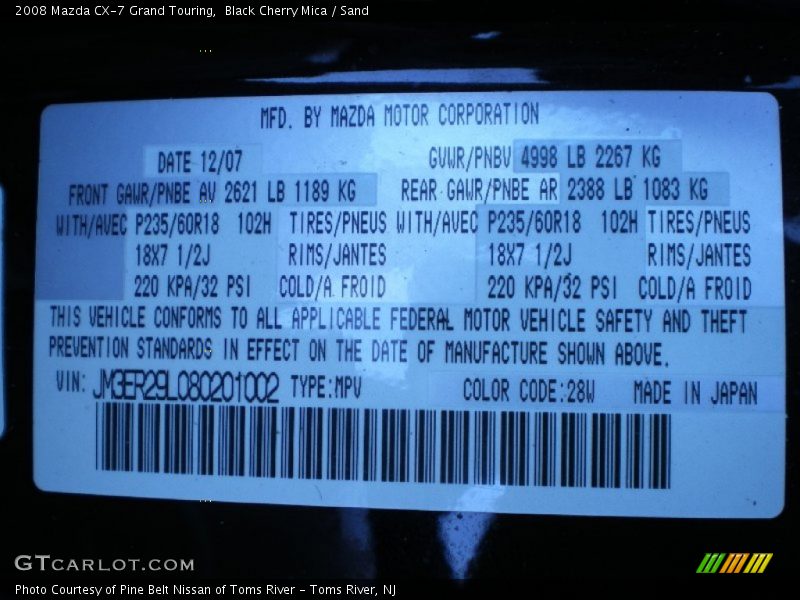 2008 Mazda CX-7 Grand Touring,  Black Cherry Mica / Sand
MFD. BY MAZDA MOTOR CORPORATION
DATE 12/07 GVWR/PNBV 4998 LB 2267 KG
FRONT GAWR/PNBE AV 2621 LB 1189 KG REAR GAWR/PNBE AR 2388 LB 1083 KG
WITH/AVEC P235/60R18 102H TIRES/PNEUS WITH/AVEC P235/60R18 102H TIRES/PNEUS
18X7 1/2J RIMS/JANTES 18X7 1/2J RIMS/JANTES
220 KPA/32 PSI COLD/A FROID 220 KPA/32 PSI COLD/A FROID
THIS VEHICLE CONFORMS TO ALL APPLICABLE FEDERAL MOTOR VEHICLE SAFETY AND THEFT
PREVENTION STANDARDS IN EFFECT ON THE DATE OF MANUFACTURE SHOWN ABOVE.
VIN: JM3ER29L080201002 TYPE:MPV COLOR CODE:28W MADE IN JAPAN
GTCARLOT.COM
Photo Courtesy of Pine Belt Nissan of Toms River - Toms River, NJ